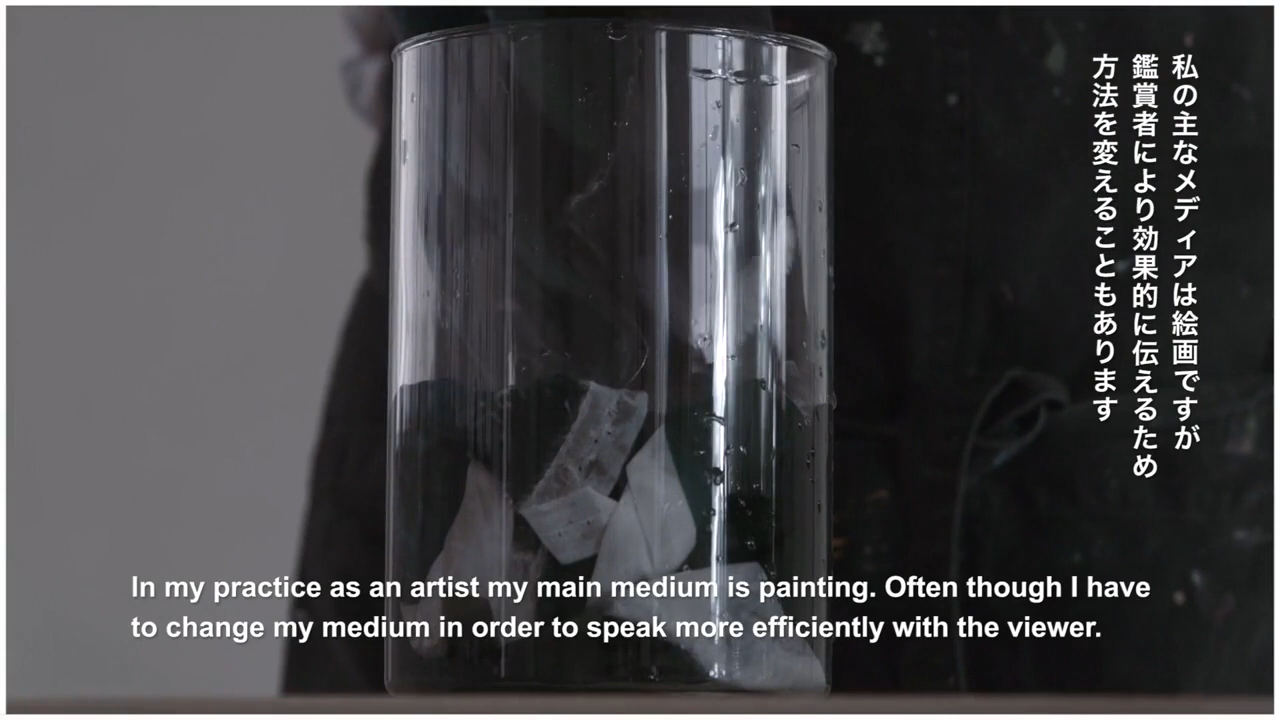 私の主なメディアは絵画ですが
鑑賞者により効果的に伝えるため
方法を変えることもあります
In my practice as an artist my main medium is painting. Often though I have
to change my medium in order to speak more efficiently with the viewer.